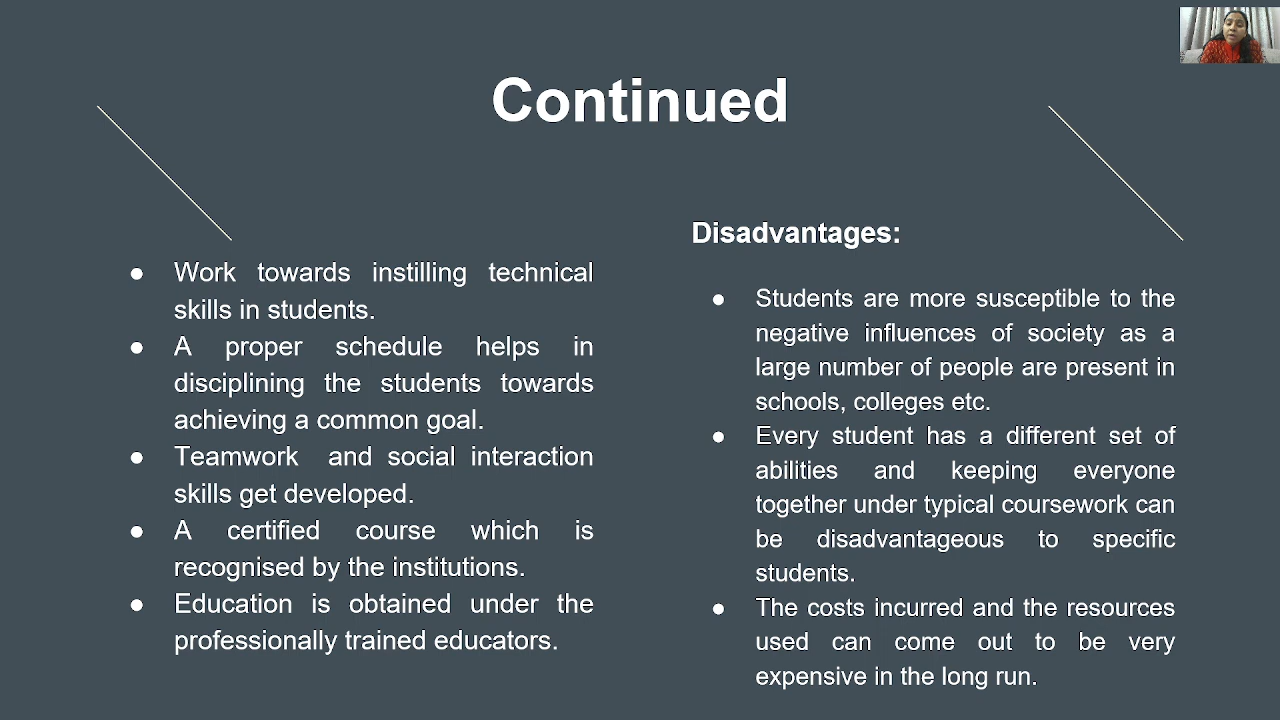 Continued
● Work towards instilling technical
skills in students.
● A proper schedule helps in
disciplining the students towards
achieving a common goal.
● Teamwork and social interaction
skills get developed.
● A certified course which is
recognised by the institutions.
● Education is obtained under the
professionally trained educators.
Disadvantages:
● Students are more susceptible to the
negative influences of society as a
large number of people are present in
schools, colleges etc.
● Every student has a different set of
abilities and keeping everyone
together under typical coursework can
be disadvantageous to specific
students.
● The costs incurred and the resources
used can come out to be very
expensive in the long run.